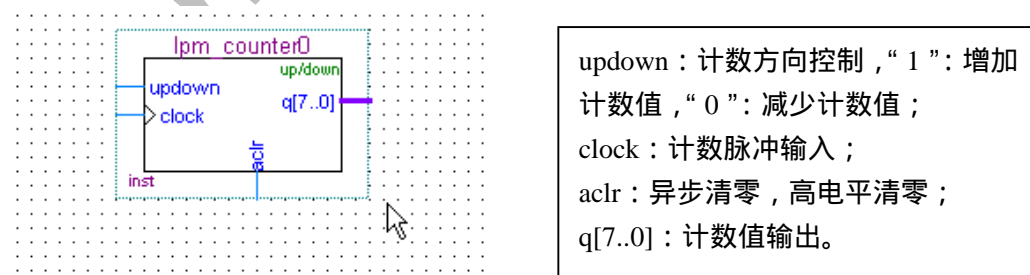 lpm_counter0
up/down
updown
q[7..0]
clock
aclr
inst
updown：计数方向控制，“1”：增加
计数值，“0”：减少计数值；
clock：计数脉冲输入；
aclr：异步清零，高电平清零；
q[7..0]：计数值输出。